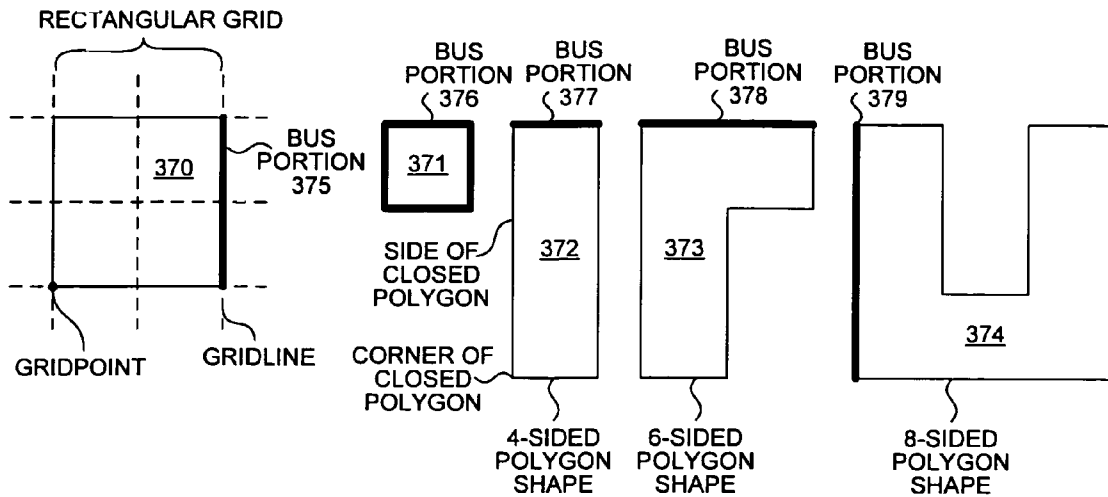 RECTANGULAR GRID
BUS
PORTION
375
370
GRIDPOINT
GRIDLINE
BUS
PORTION
376
371
BUS
PORTION
377
372
SIDE OF
CLOSED
POLYGON
CORNER OF
CLOSED
POLYGON
4-SIDED
POLYGON
SHAPE
BUS
PORTION
378
373
6-SIDED
POLYGON
SHAPE
BUS
PORTION
379
374
8-SIDED
POLYGON
SHAPE